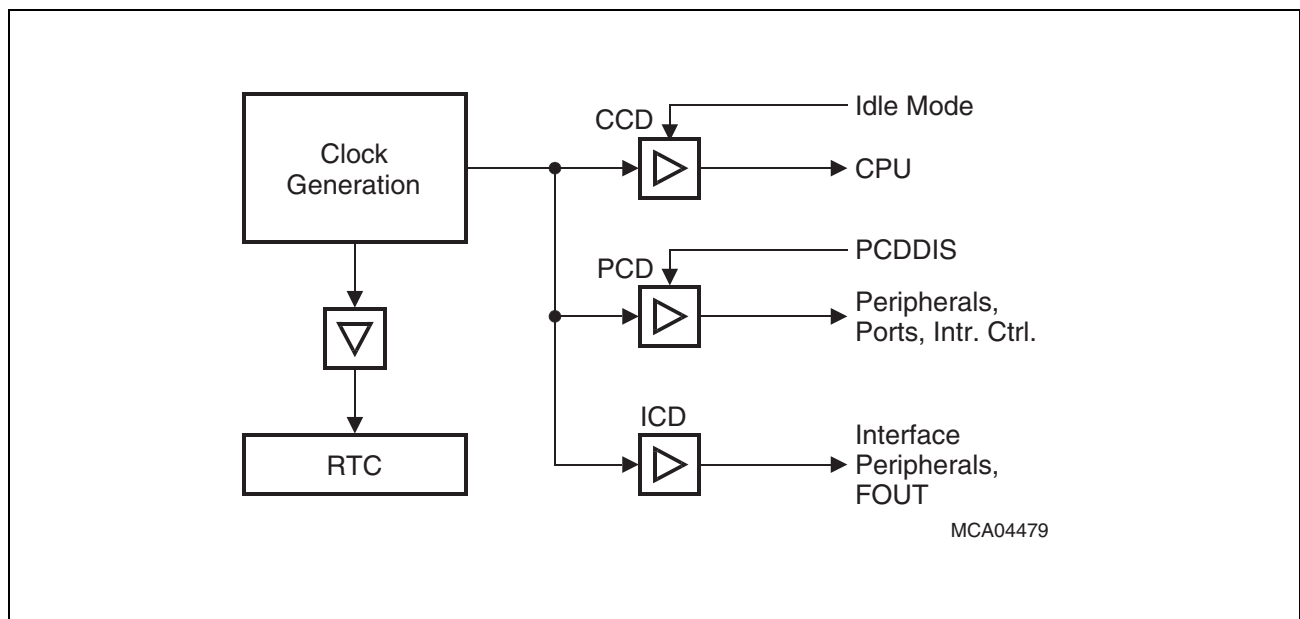 Clock
Generation
CCD
Idle Mode
CPU
PCD
PCDDIS
Peripherals,
Ports, Intr. Ctrl.
RTC
ICD
Interface
Peripherals,
FOUT
MCA04479